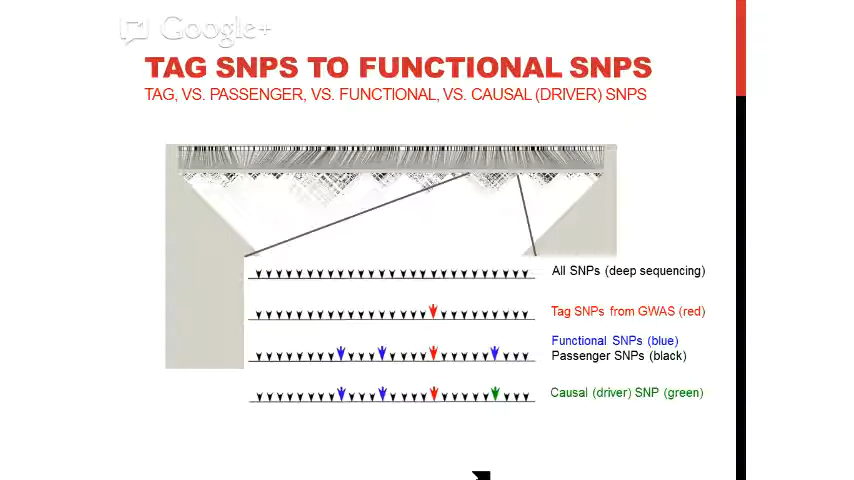 Google+
TAG SNPS TO FUNCTIONAL SNPS
TAG, VS. PASSENGER, VS. FUNCTIONAL, VS. CAUSAL (DRIVER) SNPS
All SNPs (deep sequencing)
Tag SNPs from GWAS (red)
Functional SNPs (blue)
Passenger SNPs (black)
Causal (driver) SNP (green)